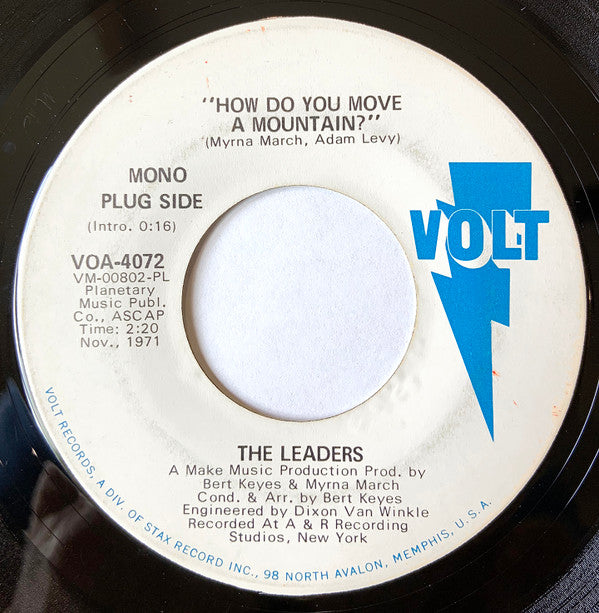 "HOW DO YOU MOVE
A MOUNTAIN?"
(Myrna March, Adam Levy)
MONO
PLUG SIDE
(Intro. 0:16)
VOLT
VOA-4072
VM-00802-PL
Planetary
Music Publ.
Co., ASCAP
Time: 2:20
Nov., 1971
THE LEADERS
A Make Music Production Prod. by
Bert Keyes & Myrna March
Cond. & Arr. by Bert Keyes
Engineered by Dixon Van Winkle
Recorded At A & R Recording
Studios, New York
VOLT RECORDS, A DIV. OF STAX RECORD INC., 98 NORTH AVALON, MEMPHIS, U.S.A.